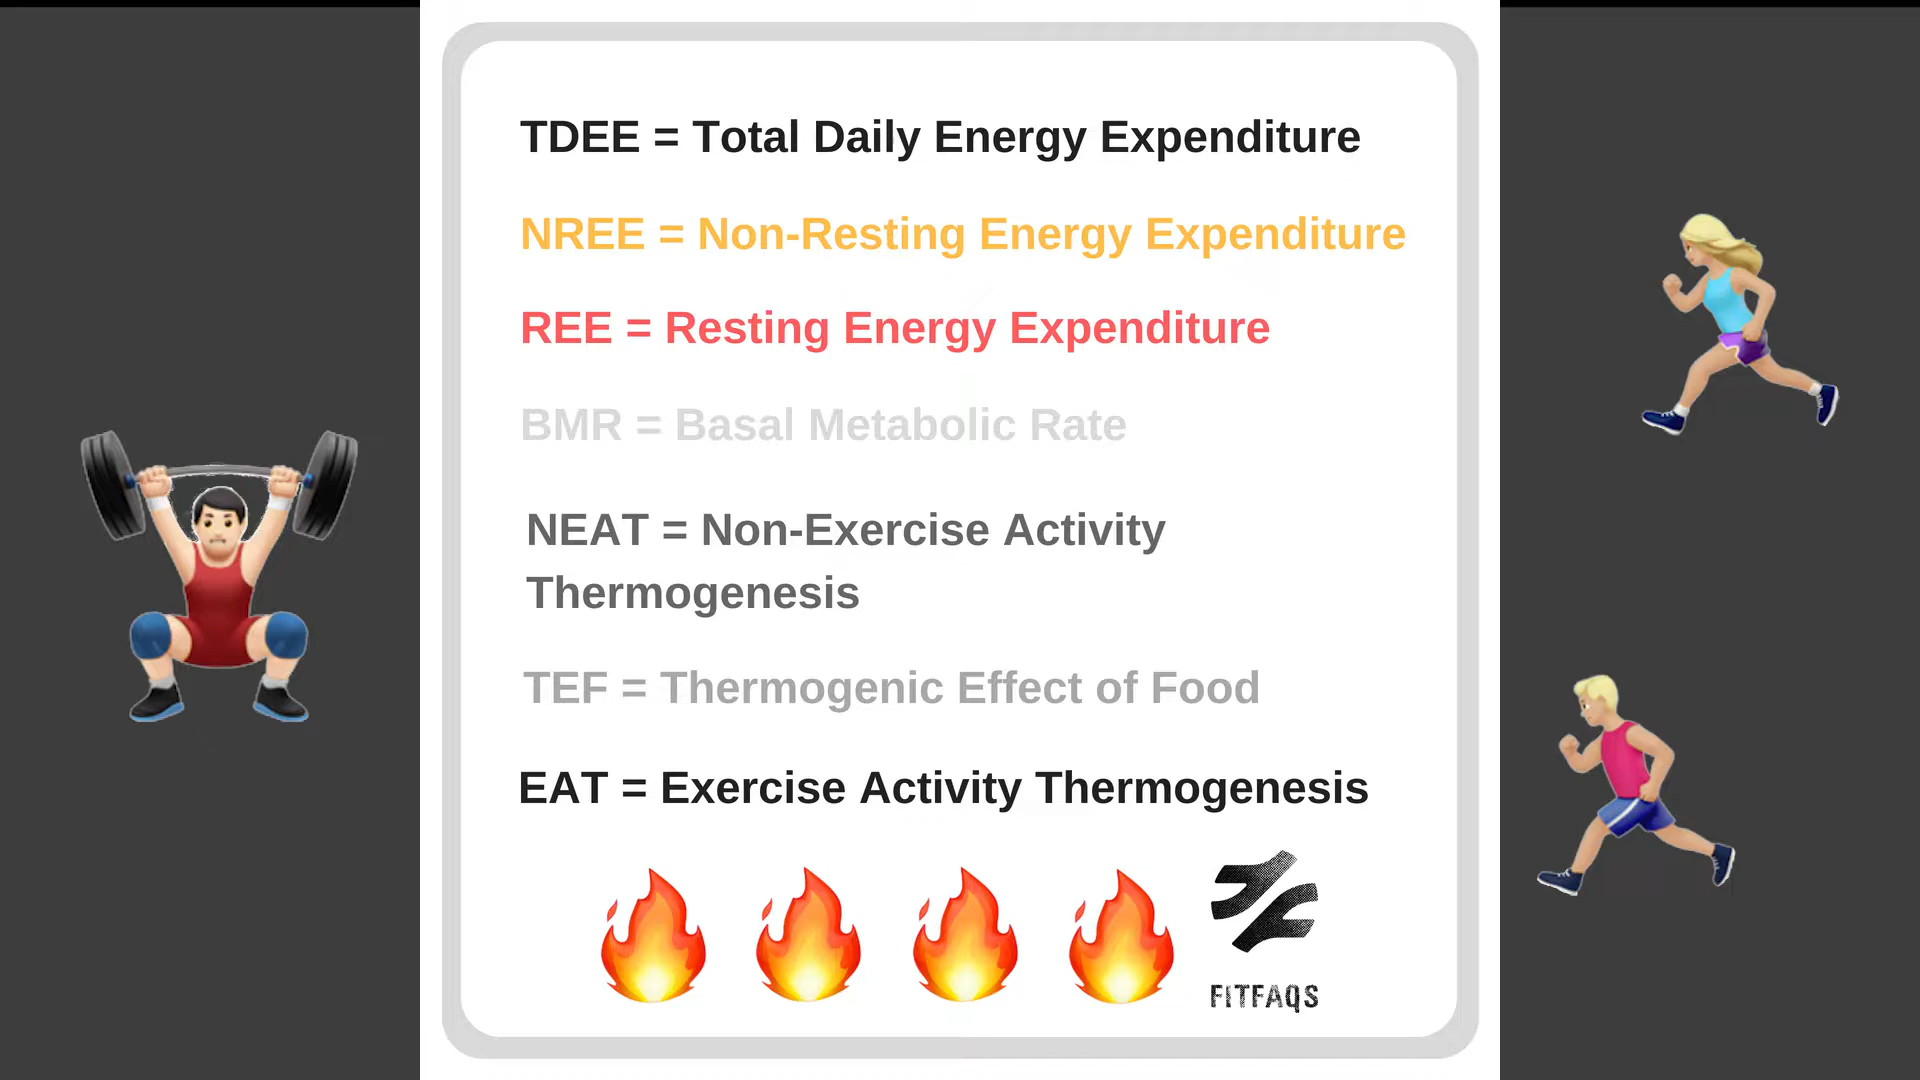 TDEE = Total Daily Energy Expenditure
NREE = Non-Resting Energy Expenditure
REE = Resting Energy Expenditure
BMR = Basal Metabolic Rate
NEAT = Non-Exercise Activity
Thermogenesis
TEF = Thermogenic Effect of Food
EAT = Exercise Activity Thermogenesis
FITFAQS